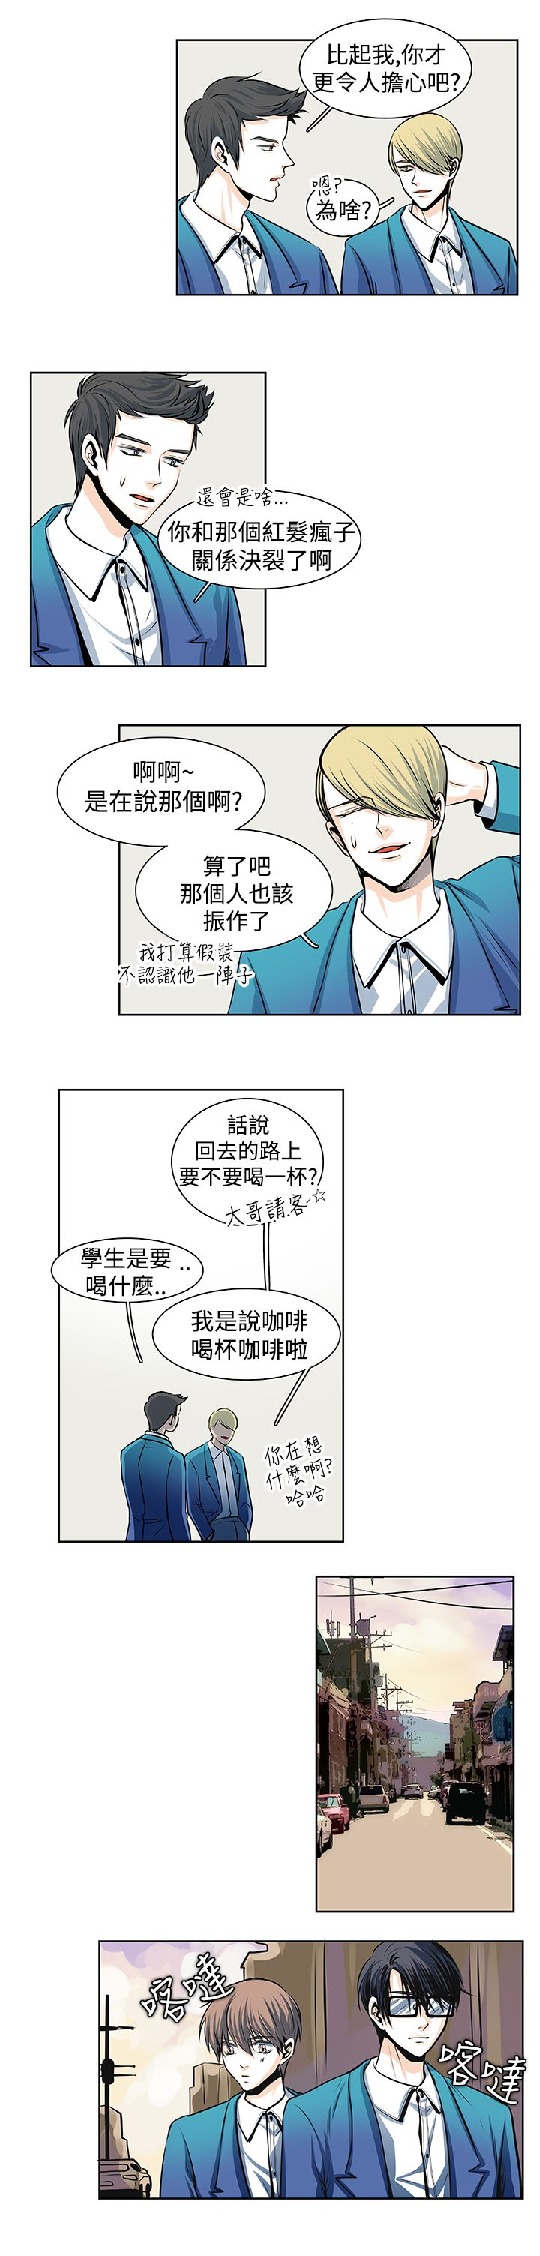 比起我,你才
更令人擔心吧?
嗯?
為啥?
還會是啥...
你和那個紅髮瘋子
關係決裂了啊
啊啊~
是在說那個啊?
算了吧
那個人也該
振作了
我打算假裝
不認識他一陣子
話說
回去的路上
要不要喝一杯?
大哥請客☆
學生是要..
喝什麼..
我是說咖啡
喝杯咖啡啦
你在想
什麼啊?
哈哈
喀噠
喀噠